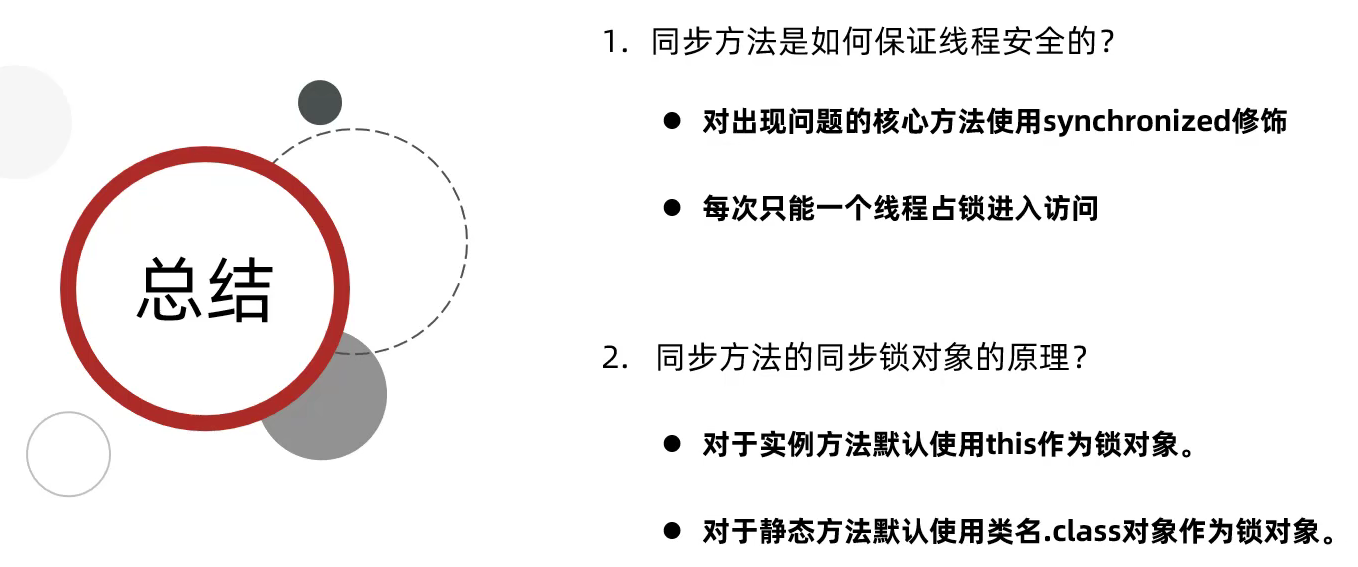 总结
1. 同步方法是如何保证线程安全的？
● 对出现问题的核心方法使用synchronized修饰
● 每次只能一个线程占锁进入访问
2. 同步方法的同步锁对象的原理？
● 对于实例方法默认使用this作为锁对象。
● 对于静态方法默认使用类名.class对象作为锁对象。